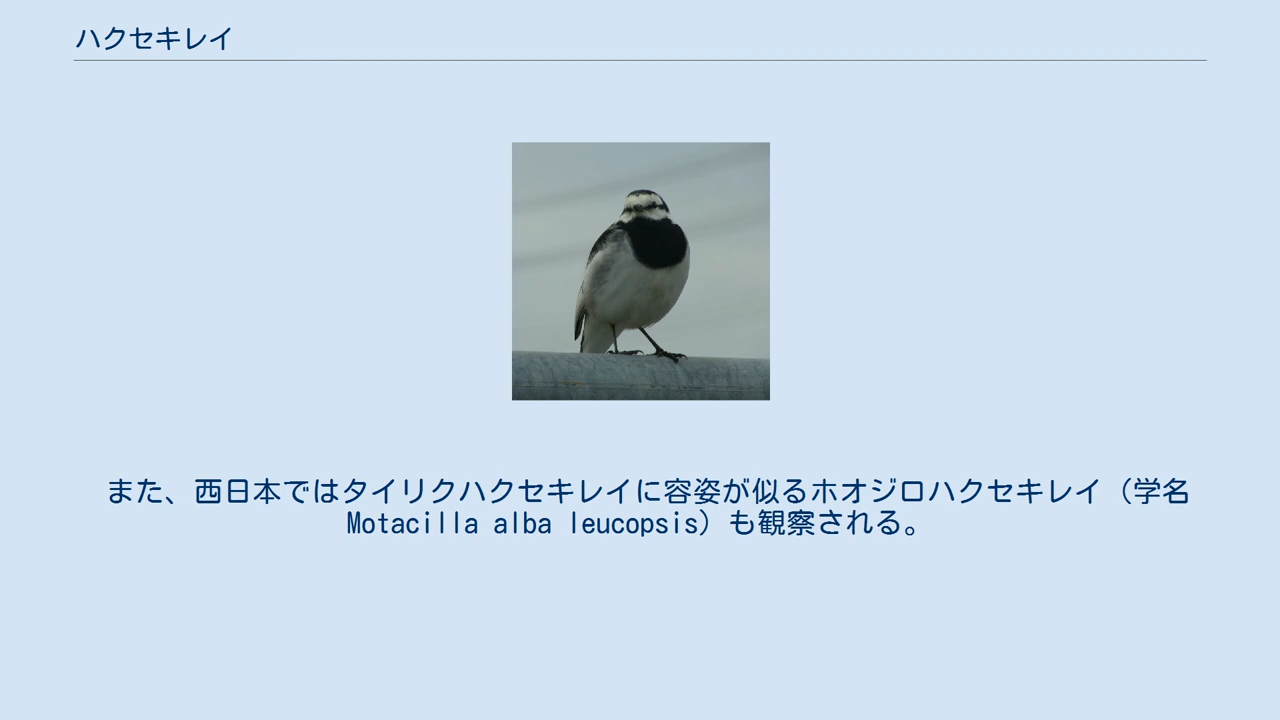 ハクセキレイ
また、西日本ではタイリクハクセキレイに容姿が似るホオジロハクセキレイ（学名
Motacilla alba leucopsis）も観察される。